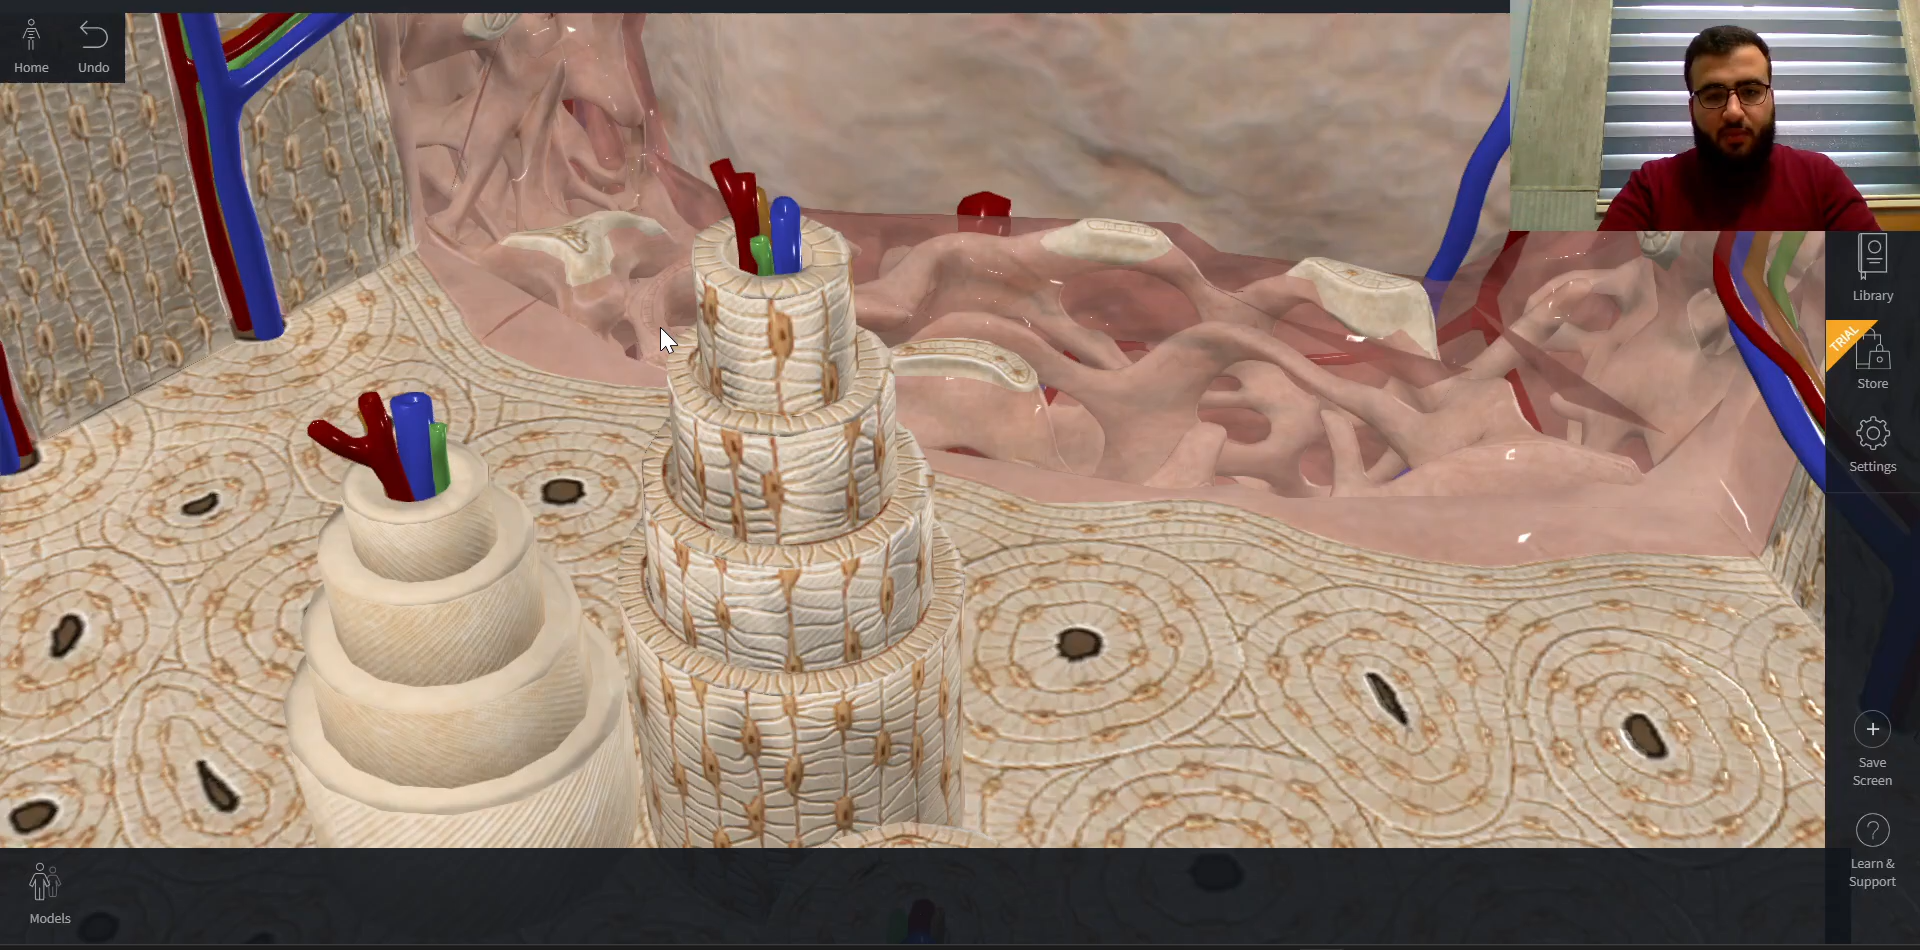 Home
Undo
Library
TRIAL
Store
Settings
Save
Screen
Learn &
Support
Models